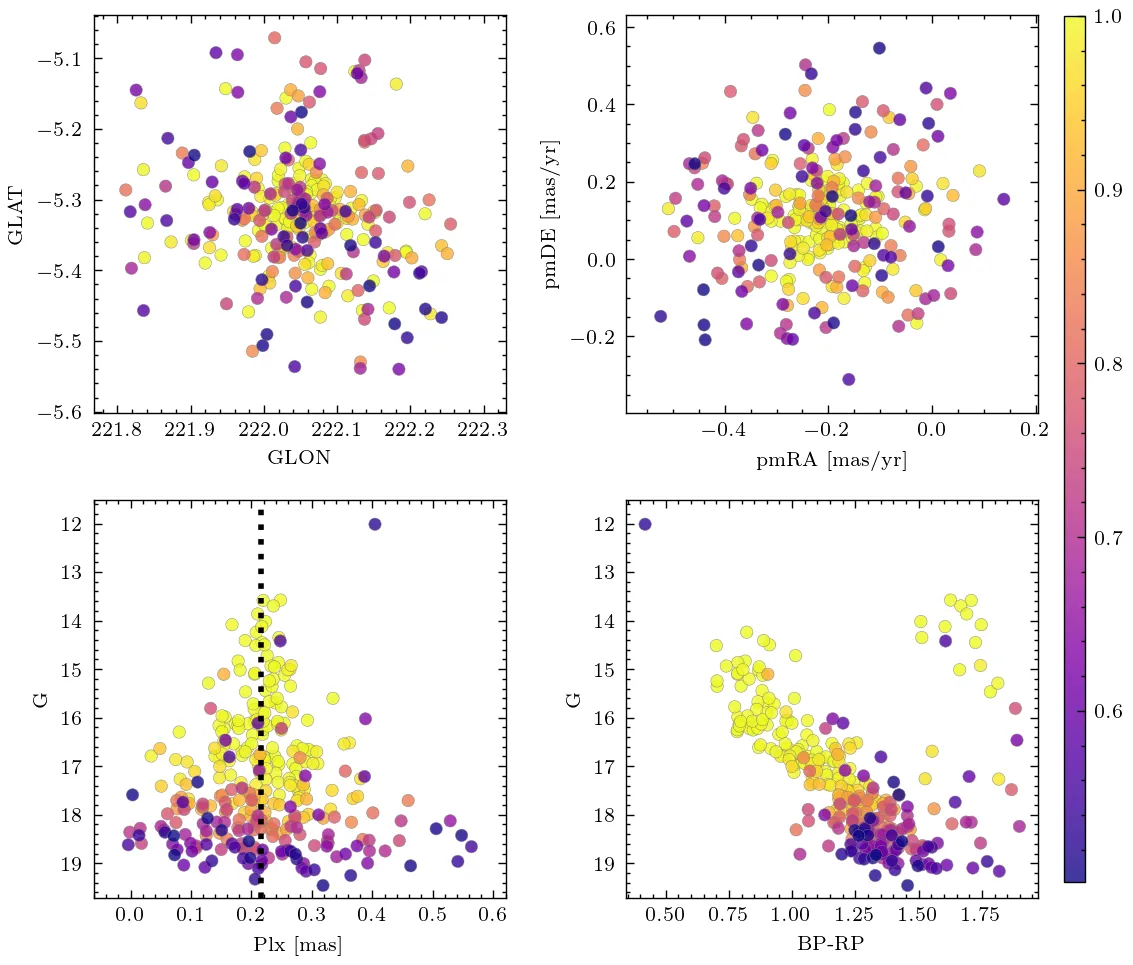 −5.1
−5.2
−5.3
−5.4
−5.5
−5.6
GLAT
221.8 221.9 222.0 222.1 222.2 222.3
GLON
0.6
0.4
0.2
0.0
−0.2
pmDE [mas/yr]
−0.4 −0.2 0.0 0.2
pmRA [mas/yr]
12
13
14
15
16
17
18
19
G
0.0 0.1 0.2 0.3 0.4 0.5 0.6
Plx [mas]
12
13
14
15
16
17
18
19
G
0.50 0.75 1.00 1.25 1.50 1.75
BP-RP
1.0
0.9
0.8
0.7
0.6